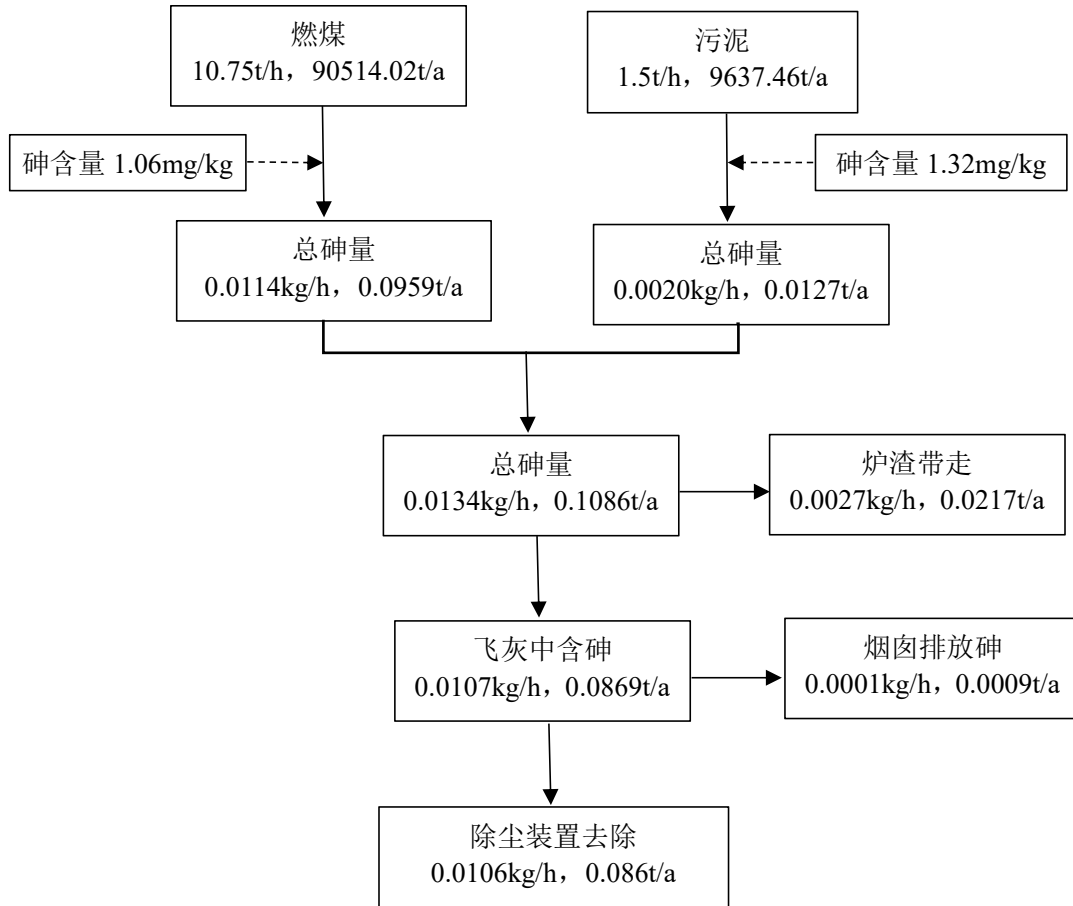 燃煤
10.75t/h，90514.02t/a
污泥
1.5t/h，9637.46t/a
砷含量 1.06mg/kg
砷含量 1.32mg/kg
总砷量
0.0114kg/h，0.0959t/a
总砷量
0.0020kg/h，0.0127t/a
总砷量
0.0134kg/h，0.1086t/a
炉渣带走
0.0027kg/h，0.0217t/a
飞灰中含砷
0.0107kg/h，0.0869t/a
烟囱排放砷
0.0001kg/h，0.0009t/a
除尘装置去除
0.0106kg/h，0.086t/a